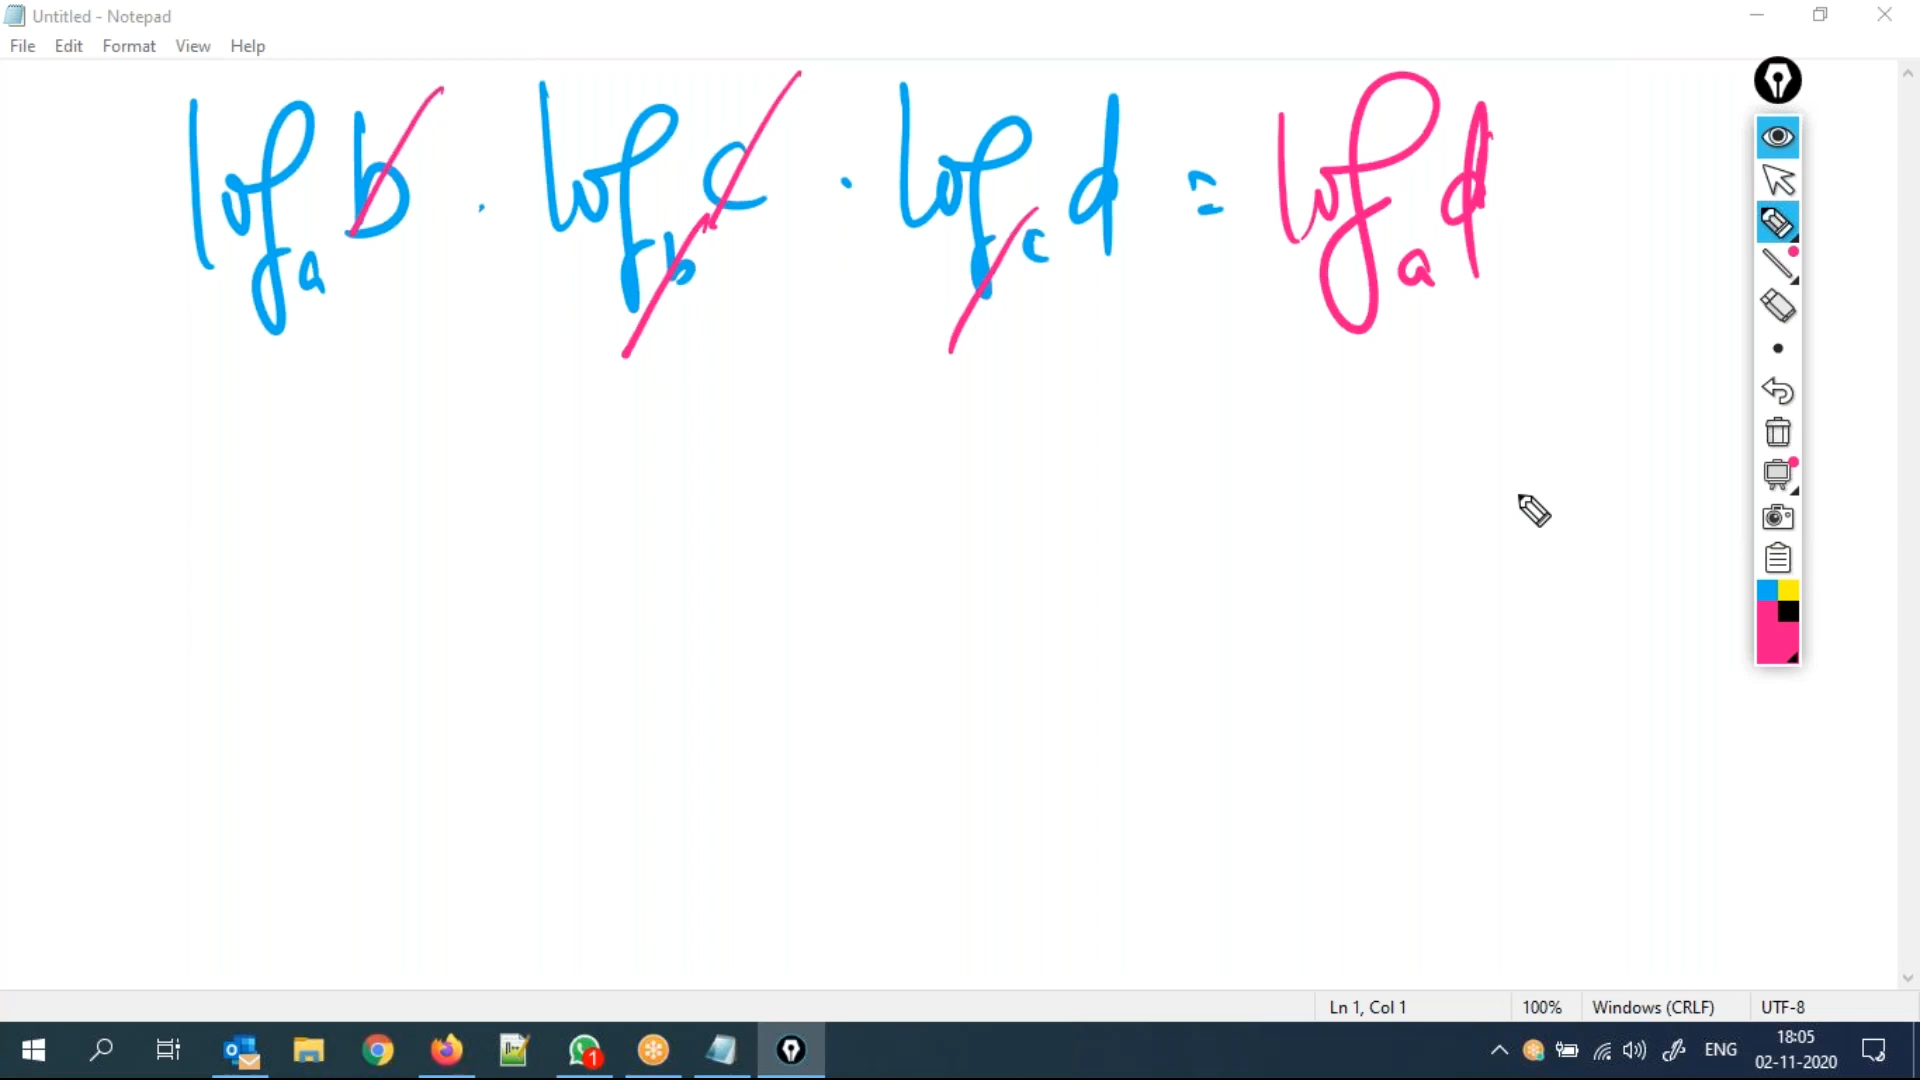 Untitled - Notepad
File Edit Format View Help
log_a b . log_b c . log_c d = log_a d
Ln 1, Col 1 100% Windows (CRLF) UTF-8
1 ENG 18:05
02-11-2020